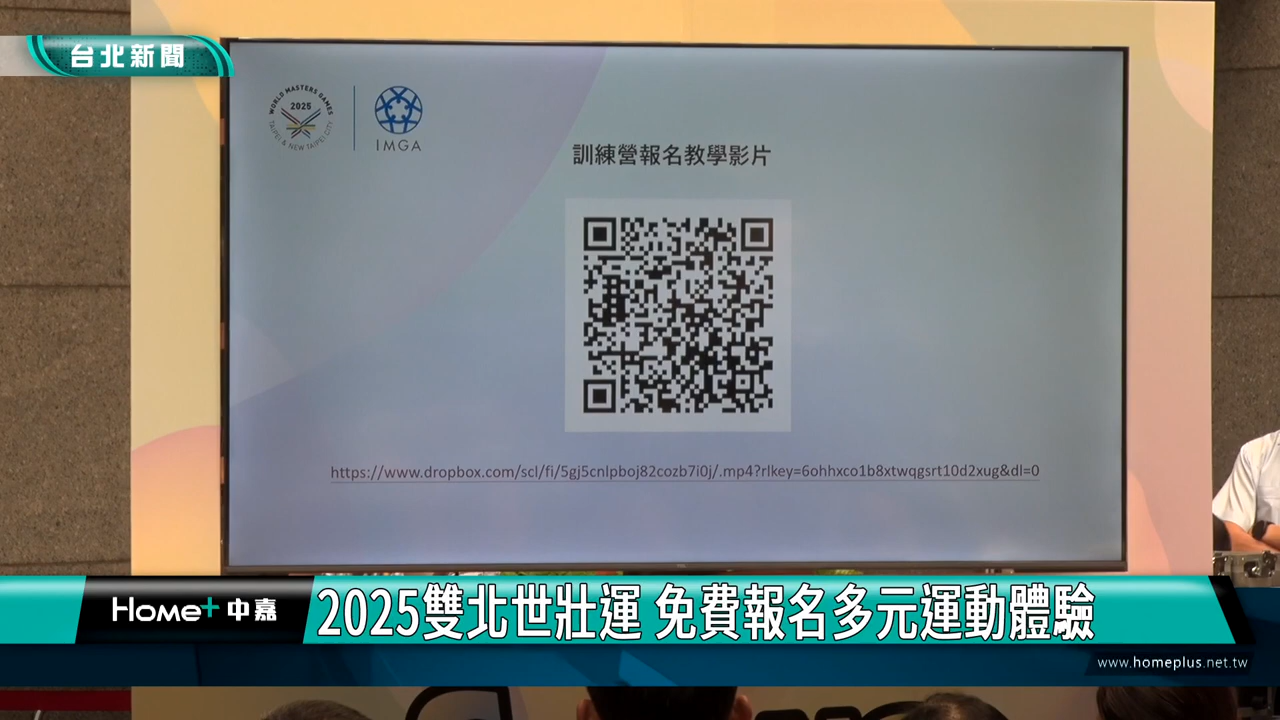 台北新聞
WORLD MASTERS GAMES
2025
TAIPEI & NEW TAIPEI CITY
IMGA
訓練營報名教學影片
https://www.dropbox.com/scl/fi/5gj5cnlpboj82cozb7i0j/.mp4?rlkey=6ohhxco1b8xtwqgsrt10d2xug&dl=0
Home+中嘉
2025雙北世壯運 免費報名多元運動體驗
www.homeplus.net.tw